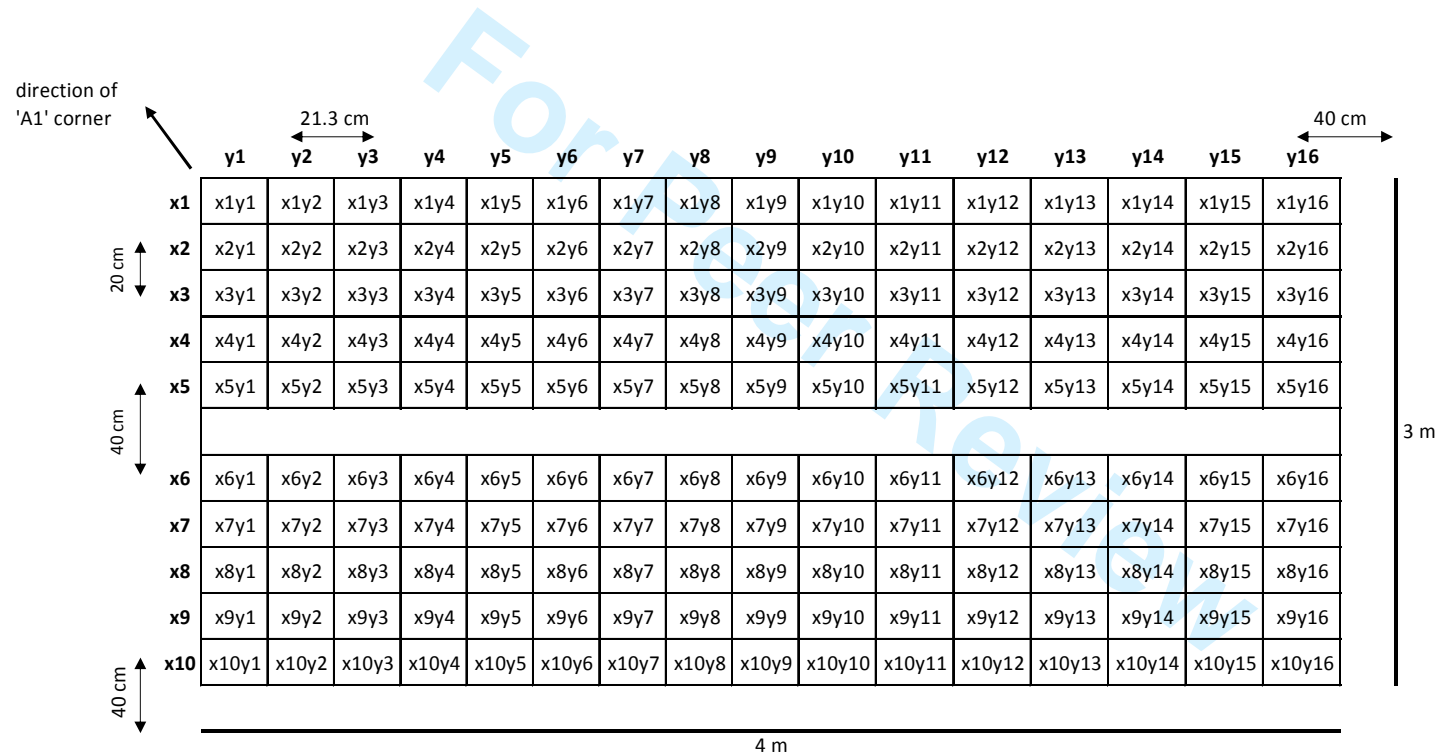 For Peer Review
direction of
'A1' corner
21.3 cm
40 cm
y1 y2 y3 y4 y5 y6 y7 y8 y9 y10 y11 y12 y13 y14 y15 y16
x1 x1y1 x1y2 x1y3 x1y4 x1y5 x1y6 x1y7 x1y8 x1y9 x1y10 x1y11 x1y12 x1y13 x1y14 x1y15 x1y16
x2 x2y1 x2y2 x2y3 x2y4 x2y5 x2y6 x2y7 x2y8 x2y9 x2y10 x2y11 x2y12 x2y13 x2y14 x2y15 x2y16
20 cm
x3 x3y1 x3y2 x3y3 x3y4 x3y5 x3y6 x3y7 x3y8 x3y9 x3y10 x3y11 x3y12 x3y13 x3y14 x3y15 x3y16
x4 x4y1 x4y2 x4y3 x4y4 x4y5 x4y6 x4y7 x4y8 x4y9 x4y10 x4y11 x4y12 x4y13 x4y14 x4y15 x4y16
x5 x5y1 x5y2 x5y3 x5y4 x5y5 x5y6 x5y7 x5y8 x5y9 x5y10 x5y11 x5y12 x5y13 x5y14 x5y15 x5y16
40 cm
3 m
x6 x6y1 x6y2 x6y3 x6y4 x6y5 x6y6 x6y7 x6y8 x6y9 x6y10 x6y11 x6y12 x6y13 x6y14 x6y15 x6y16
x7 x7y1 x7y2 x7y3 x7y4 x7y5 x7y6 x7y7 x7y8 x7y9 x7y10 x7y11 x7y12 x7y13 x7y14 x7y15 x7y16
x8 x8y1 x8y2 x8y3 x8y4 x8y5 x8y6 x8y7 x8y8 x8y9 x8y10 x8y11 x8y12 x8y13 x8y14 x8y15 x8y16
x9 x9y1 x9y2 x9y3 x9y4 x9y5 x9y6 x9y7 x9y8 x9y9 x9y10 x9y11 x9y12 x9y13 x9y14 x9y15 x9y16
x10 x10y1 x10y2 x10y3 x10y4 x10y5 x10y6 x10y7 x10y8 x10y9 x10y10 x10y11 x10y12 x10y13 x10y14 x10y15 x10y16
40 cm
4 m